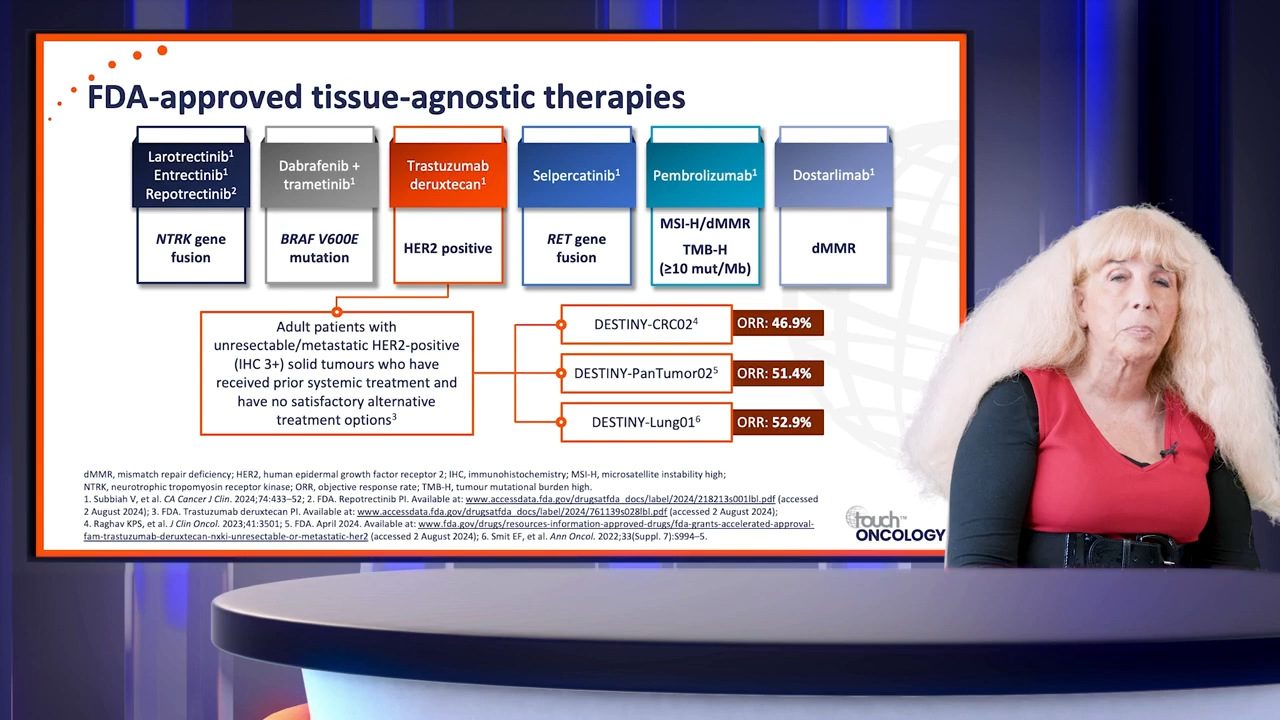 FDA-approved tissue-agnostic therapies
Larotrectinib¹
Entrectinib¹
Repotrectinib²
NTRK gene
fusion
Dabrafenib +
trametinib¹
BRAF V600E
mutation
Trastuzumab
deruxtecan¹
HER2 positive
Selpercatinib¹
RET gene
fusion
Pembrolizumab¹
MSI-H/dMMR
TMB-H
(≥10 mut/Mb)
Dostarlimab¹
dMMR
Adult patients with
unresectable/metastatic HER2-positive
(IHC 3+) solid tumours who have
received prior systemic treatment and
have no satisfactory alternative
treatment options³
DESTINY-CRC02⁴
ORR: 46.9%
DESTINY-PanTumor02⁵
ORR: 51.4%
DESTINY-Lung01⁶
ORR: 52.9%
dMMR, mismatch repair deficiency; HER2, human epidermal growth factor receptor 2; IHC, immunohistochemistry; MSI-H, microsatellite instability high;
NTRK, neurotrophic tropomyosin receptor kinase; ORR, objective response rate; TMB-H, tumour mutational burden high.
1. Subbiah V, et al. CA Cancer J Clin. 2024;74:433–52; 2. FDA. Repotrectinib PI. Available at: www.accessdata.fda.gov/drugsatfda_docs/label/2024/218213s001lbl.pdf (accessed
2 August 2024); 3. FDA. Trastuzumab deruxtecan PI. Available at: www.accessdata.fda.gov/drugsatfda_docs/label/2024/761139s028lbl.pdf (accessed 2 August 2024);
4. Raghav KPS, et al. J Clin Oncol. 2023;41:3501; 5. FDA. April 2024. Available at: www.fda.gov/drugs/resources-information-approved-drugs/fda-grants-accelerated-approval-
fam-trastuzumab-deruxtecan-nxki-unresectable-or-metastatic-her2 (accessed 2 August 2024); 6. Smit EF, et al. Ann Oncol. 2022;33(Suppl. 7):S994–5.
touch™
ONCOLOGY